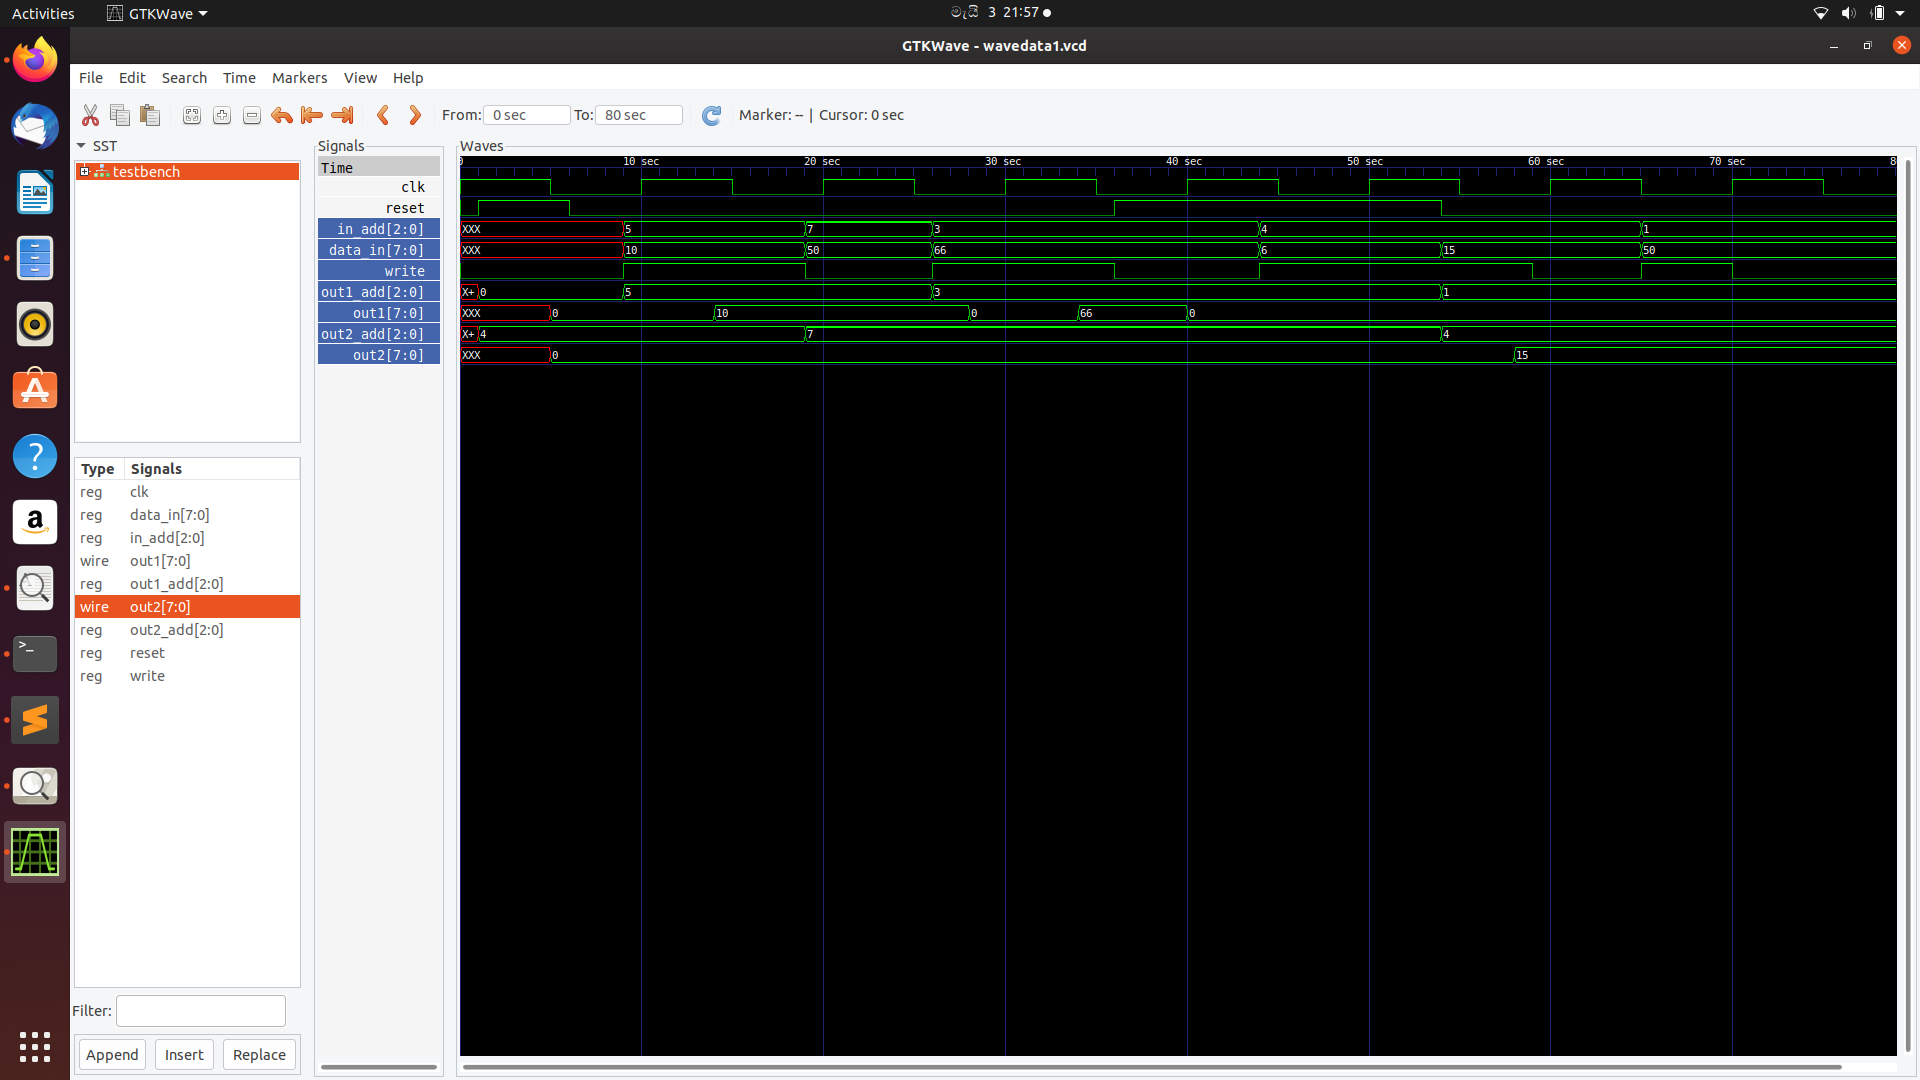 Activities GTKWave මැයි 3 21:57
GTKWave - wavedata1.vcd
File Edit Search Time Markers View Help
From: 0 sec To: 80 sec Marker: -- | Cursor: 0 sec
SST
testbench
Type Signals
reg clk
reg data_in[7:0]
reg in_add[2:0]
wire out1[7:0]
reg out1_add[2:0]
wire out2[7:0]
reg out2_add[2:0]
reg reset
reg write
Filter:
Append Insert Replace
Signals
Time
clk
reset
in_add[2:0]
data_in[7:0]
write
out1_add[2:0]
out1[7:0]
out2_add[2:0]
out2[7:0]
Waves
0 10 sec 20 sec 30 sec 40 sec 50 sec 60 sec 70 sec 8
XXX 5 7 3 4 1
XXX 10 50 66 6 15 50
X+ 0 5 3 1
XXX 0 10 0 66 0
X+ 4 7 4
XXX 0 15